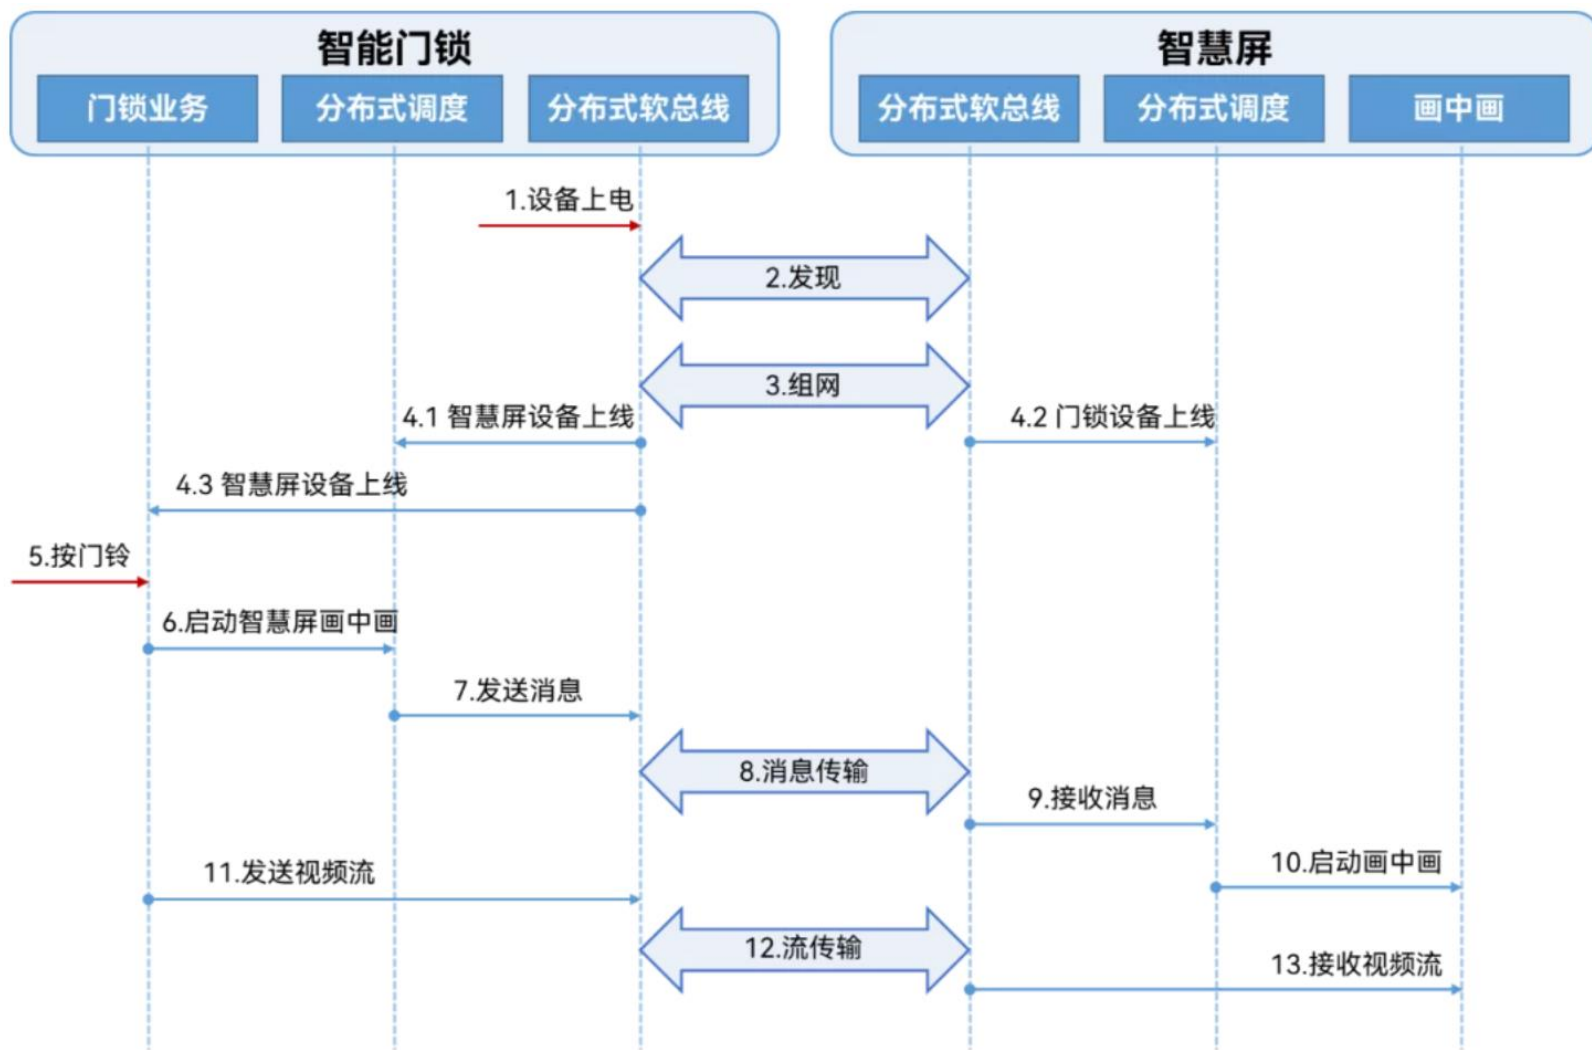 智能门锁
智慧屏
门锁业务
分布式调度
分布式软总线
分布式软总线
分布式调度
画中画
1.设备上电
2.发现
3.组网
4.1 智慧屏设备上线
4.2 门锁设备上线
4.3 智慧屏设备上线
5.按门铃
6.启动智慧屏画中画
7.发送消息
8.消息传输
9.接收消息
10.启动画中画
11.发送视频流
12.流传输
13.接收视频流